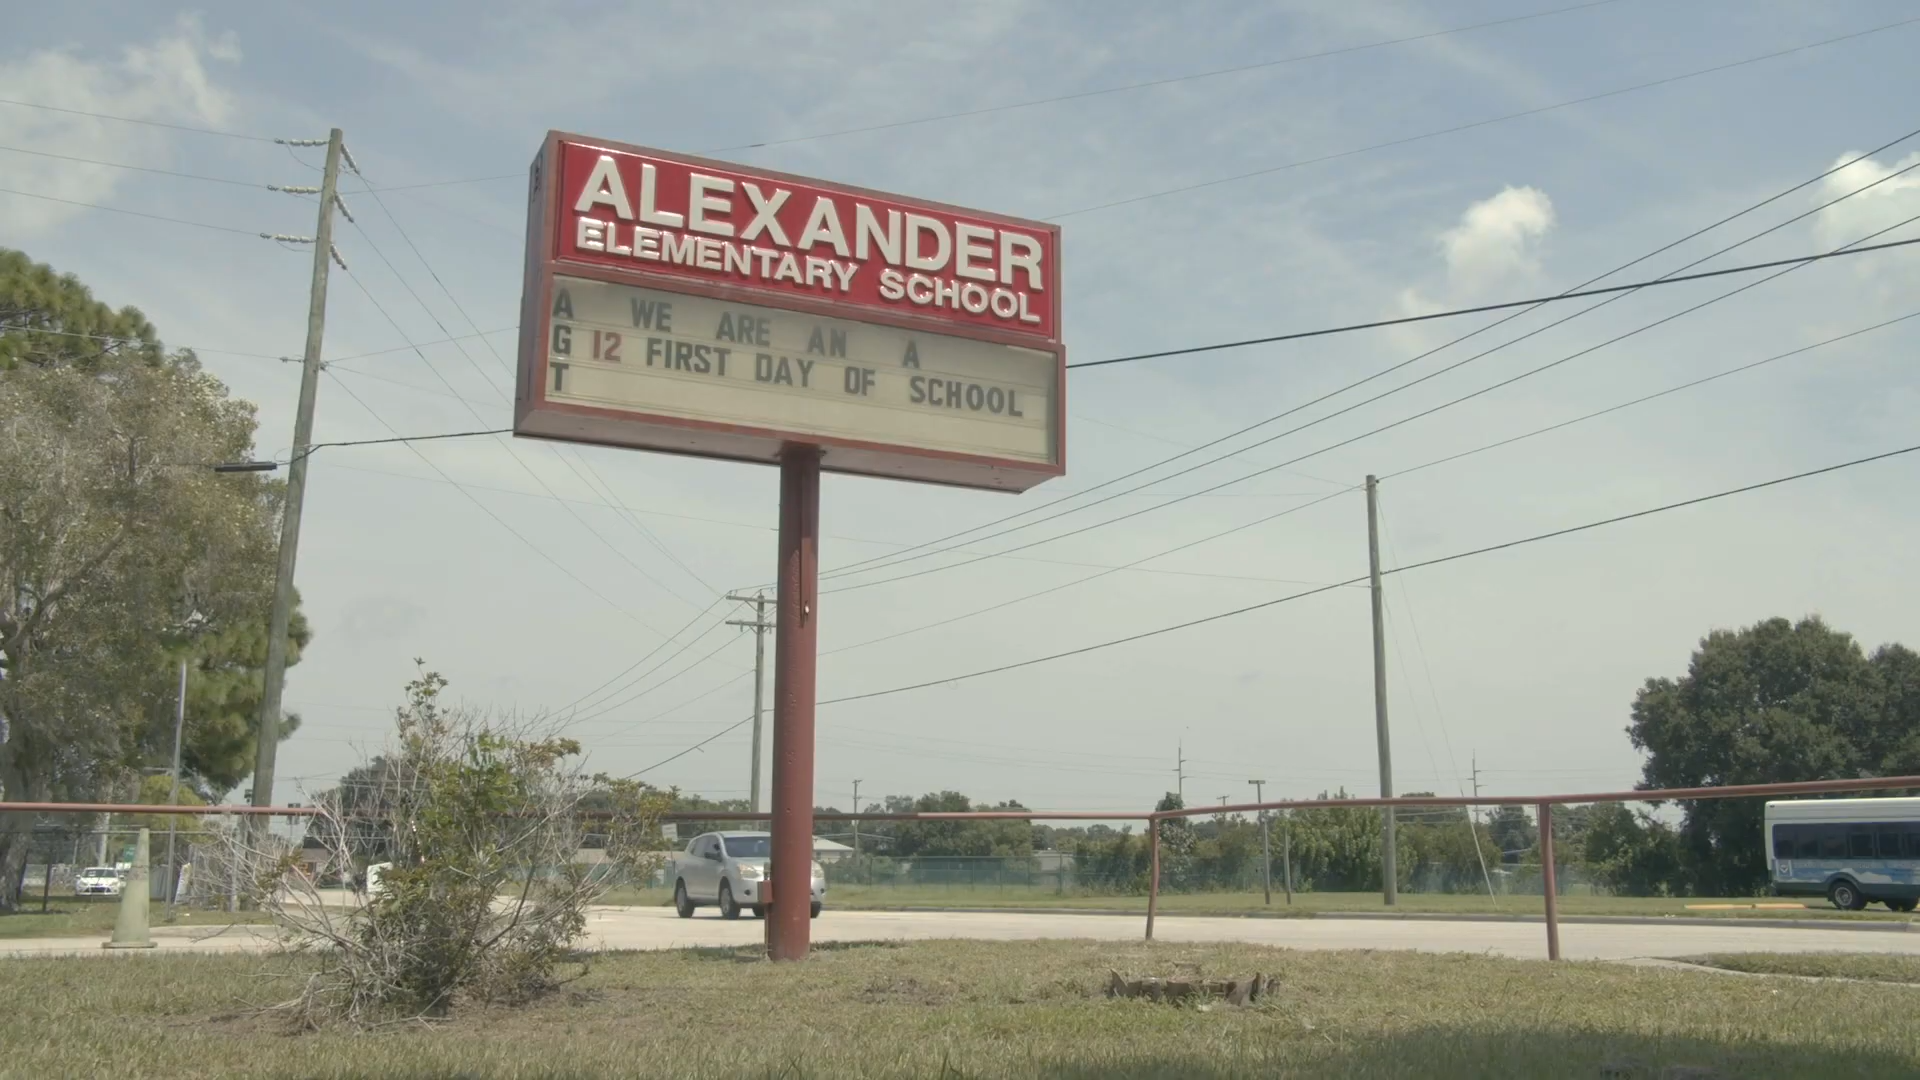 ALEXANDER
ELEMENTARY SCHOOL
A WE ARE AN A
G 12 FIRST DAY OF SCHOOL
T